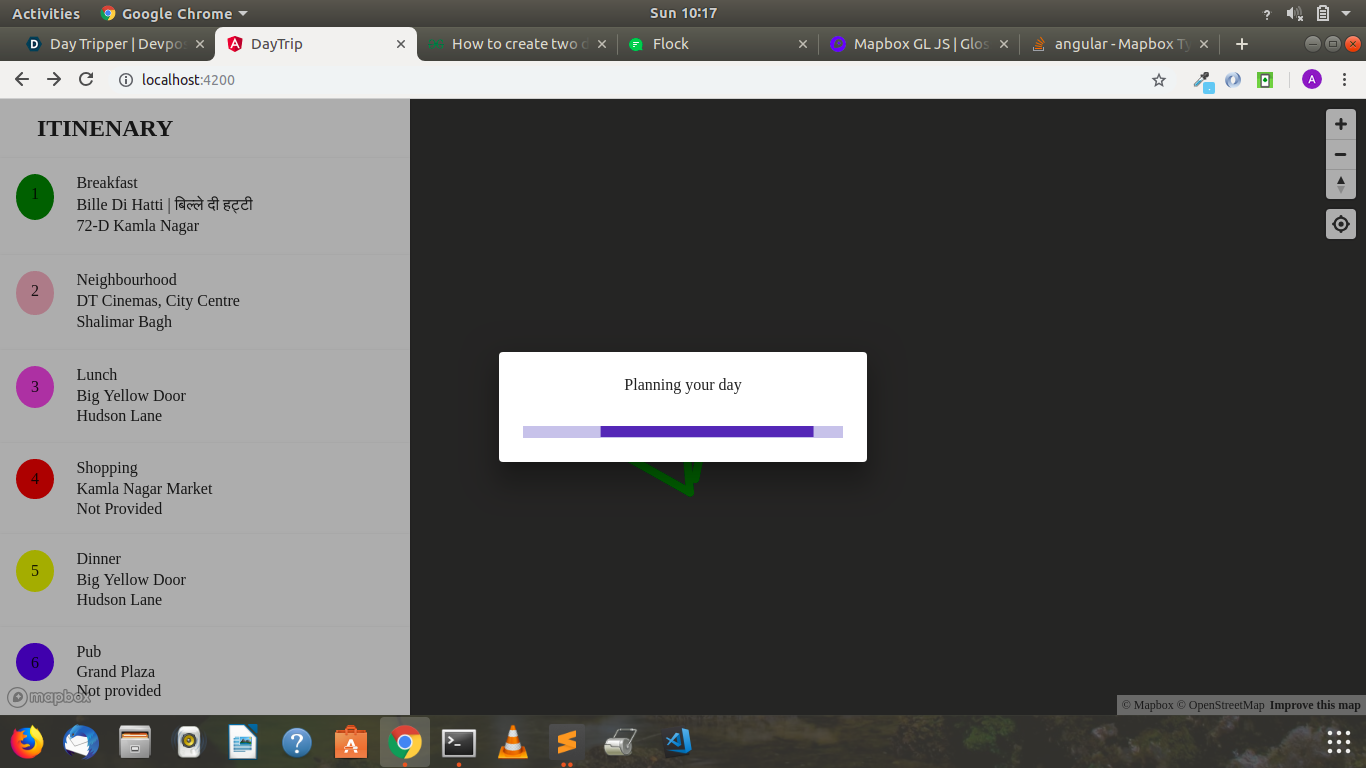 Activities
Google Chrome
Sun 10:17
?
Day Tripper | Devpos
DayTrip
How to create two d
Flock
Mapbox GL JS | Glos
angular - Mapbox Ty
localhost:4200
A
ITINENARY
1
Breakfast
Bille Di Hatti | बिल्ले दी हट्टी
72-D Kamla Nagar
2
Neighbourhood
DT Cinemas, City Centre
Shalimar Bagh
3
Lunch
Big Yellow Door
Hudson Lane
4
Shopping
Kamla Nagar Market
Not Provided
5
Dinner
Big Yellow Door
Hudson Lane
6
Pub
Grand Plaza
Not provided
mapbox
Planning your day
© Mapbox © OpenStreetMap Improve this map